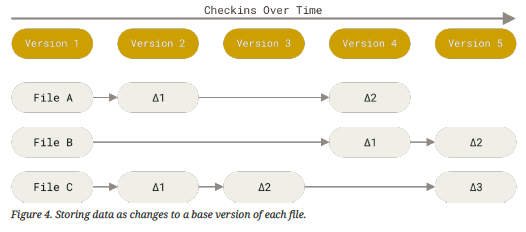 Checkins Over Time
Version 1 Version 2 Version 3 Version 4 Version 5
File A Δ1 Δ2
File B Δ1 Δ2
File C Δ1 Δ2 Δ3
Figure 4. Storing data as changes to a base version of each file.